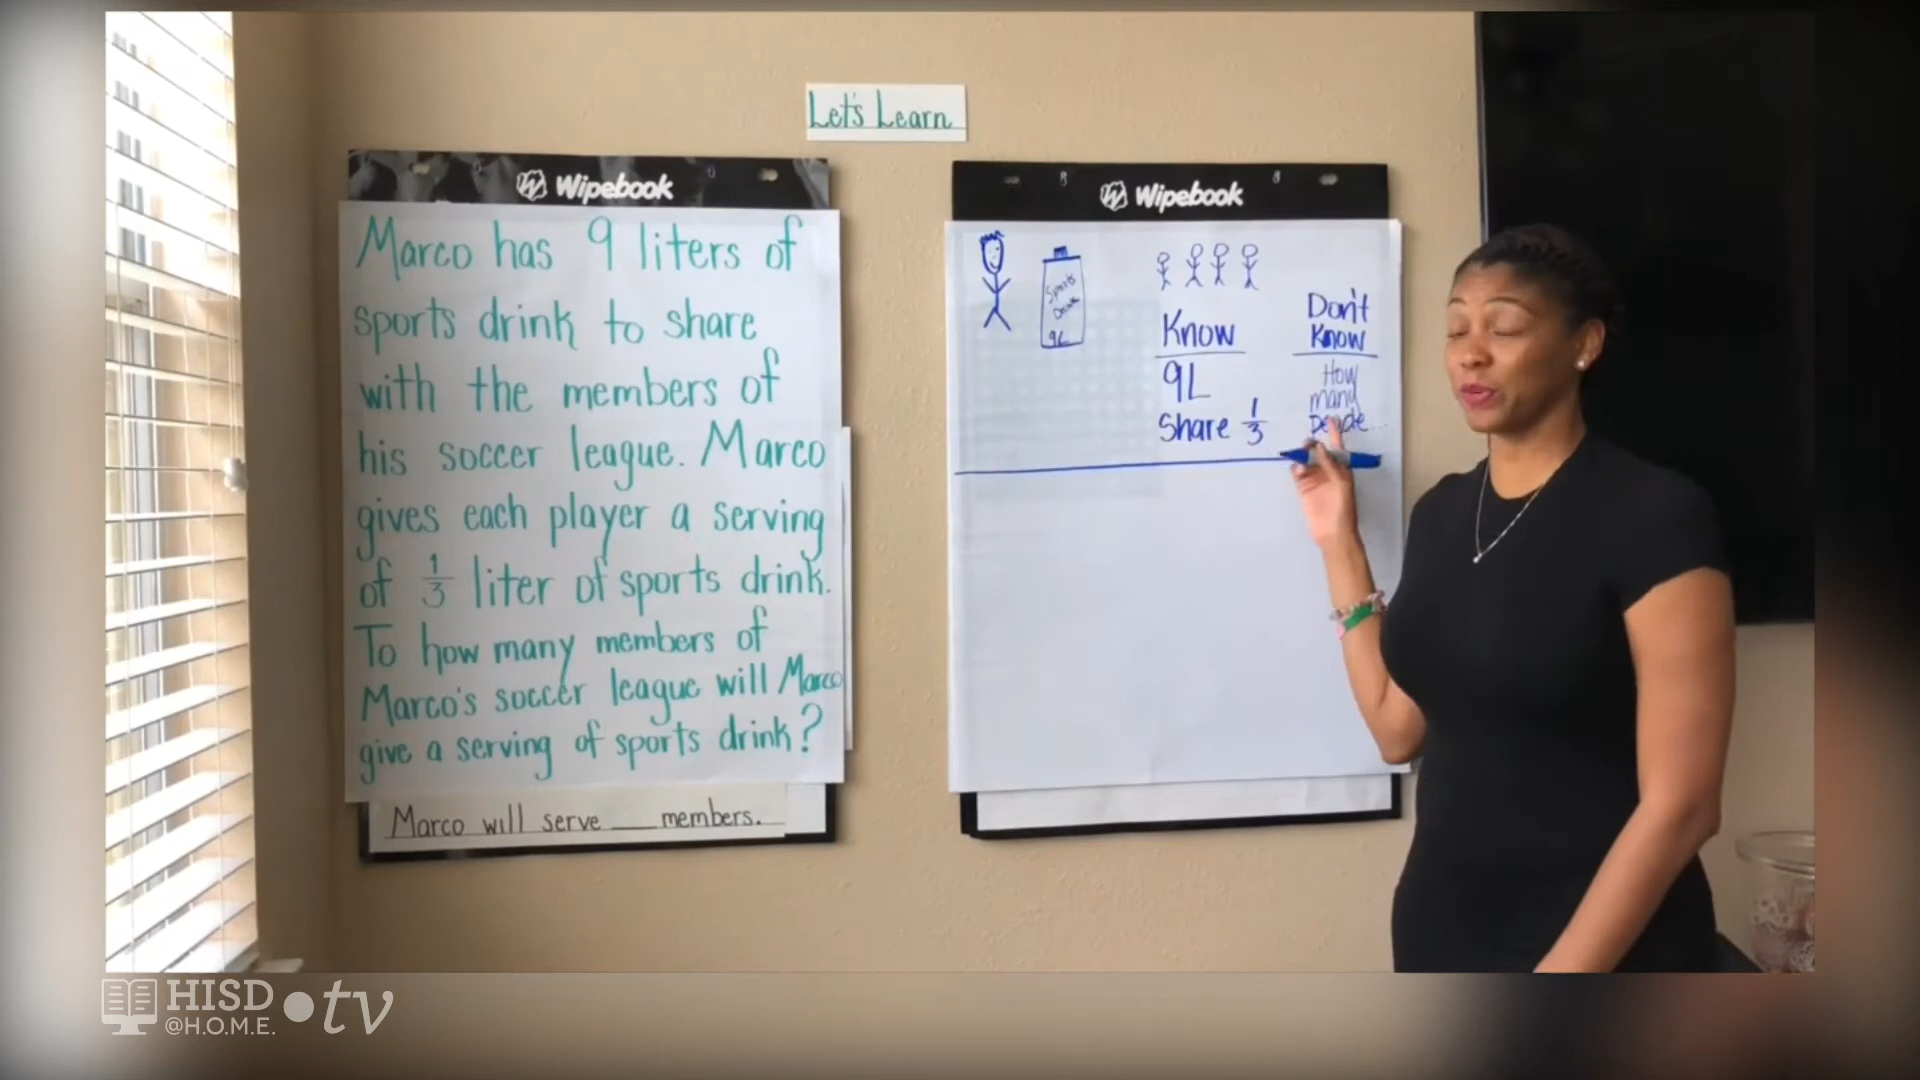 Let's Learn
Wipebook
Marco has 9 liters of
sports drink to share
with the members of
his soccer league. Marco
gives each player a serving
of 1/3 liter of sports drink.
To how many members of
Marco's soccer league will Marco
give a serving of sports drink?
Marco will serve ___ members.
Wipebook
Sports
Drink
9L
Know
9L
Share 1/3
Don't
Know
How
many
people...
HISD
@H.O.M.E.
tv